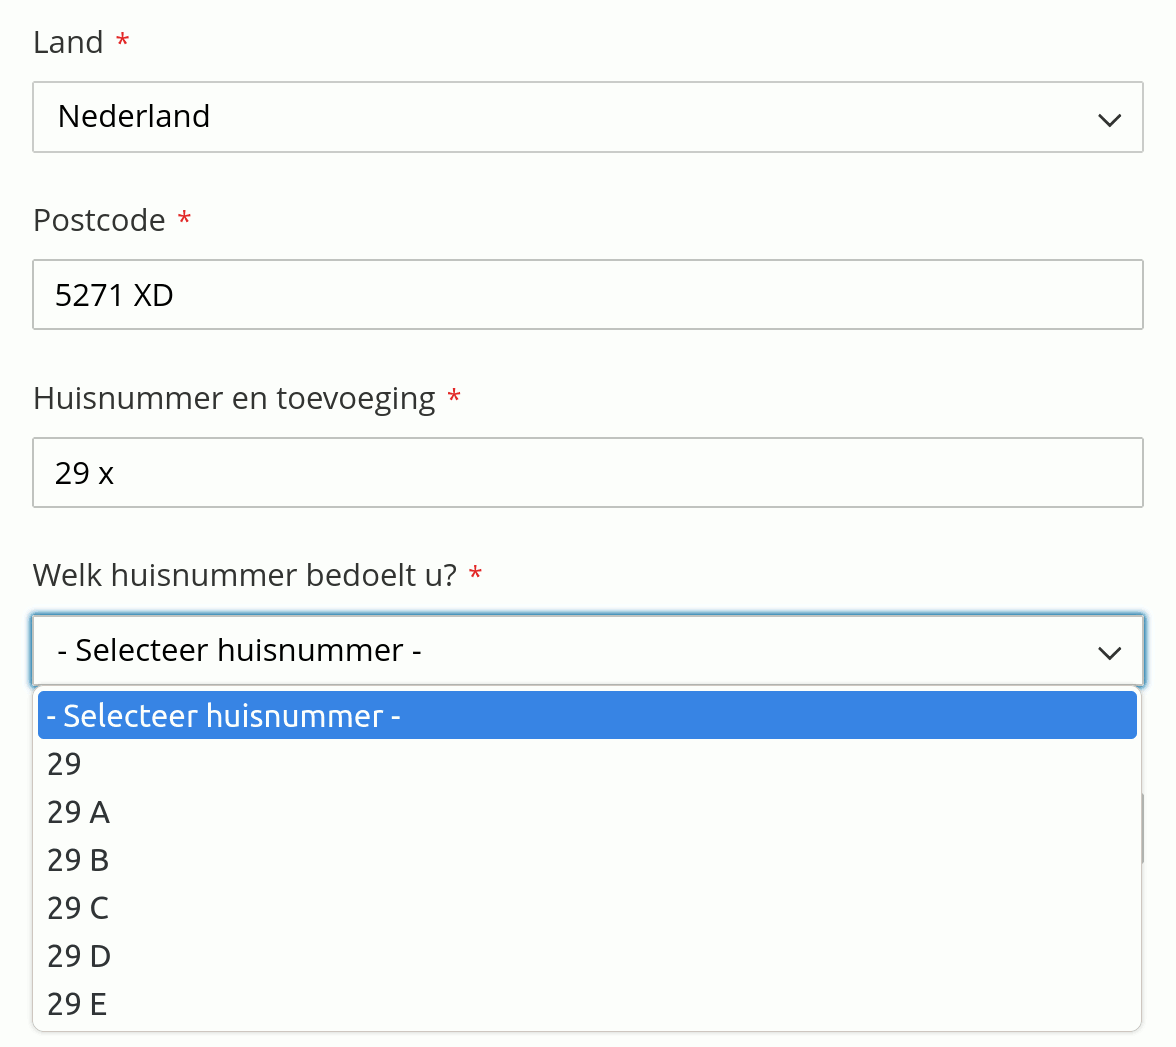 Land *
Nederland
Postcode *
5271 XD
Huisnummer en toevoeging *
29 x
Welk huisnummer bedoelt u? *
- Selecteer huisnummer -
- Selecteer huisnummer -
29
29 A
29 B
29 C
29 D
29 E